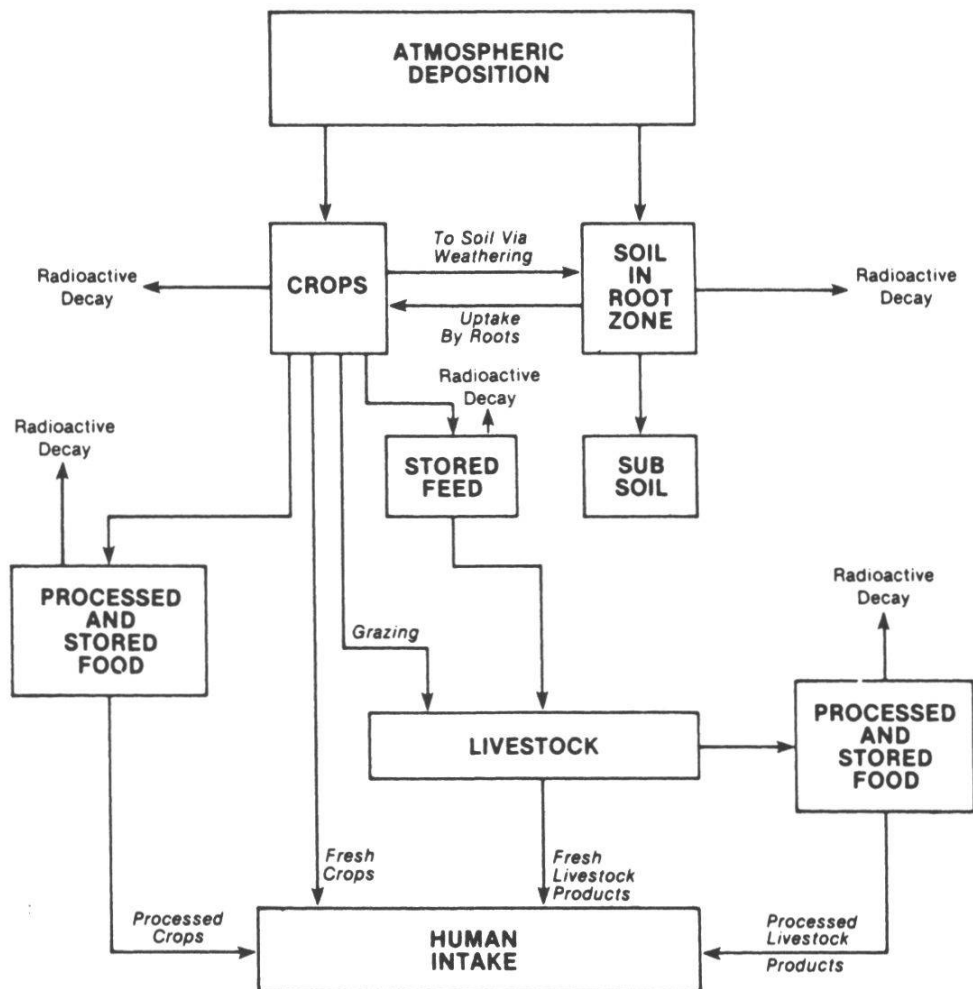 ATMOSPHERIC
DEPOSITION
To Soil Via
Weathering
CROPS
SOIL
IN
ROOT
ZONE
Radioactive
Decay
Radioactive
Decay
Uptake
By Roots
Radioactive
Decay
Radioactive
Decay
STORED
FEED
SUB
SOIL
PROCESSED
AND
STORED
FOOD
Radioactive
Decay
Grazing
LIVESTOCK
PROCESSED
AND
STORED
FOOD
Fresh
Crops
Fresh
Livestock
Products
Processed
Crops
HUMAN
INTAKE
Processed
Livestock
Products